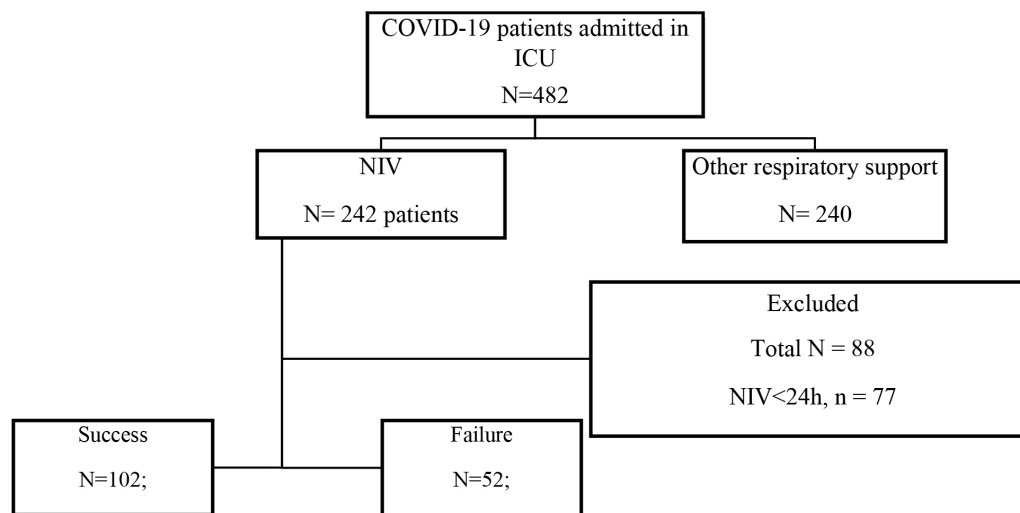 COVID-19 patients admitted in
ICU
N=482
NIV
N= 242 patients
Other respiratory support
N= 240
Excluded
Total N = 88
NIV<24h, n = 77
Success
N=102;
Failure
N=52;